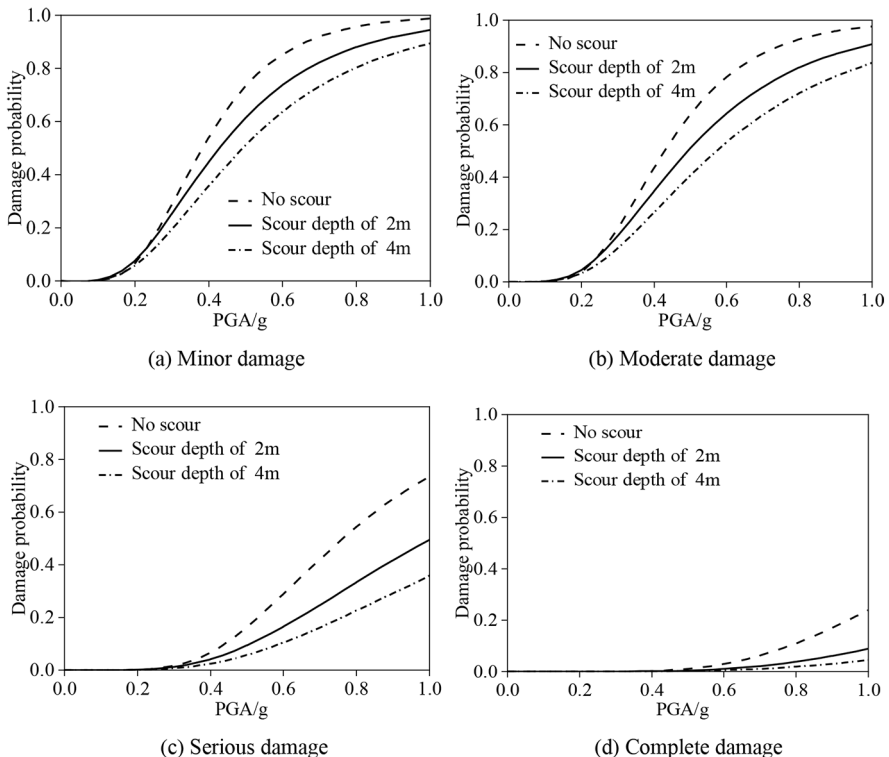 1.0
0.8
0.6
0.4
0.2
0.0
Damage probability
No scour
Scour depth of 2m
Scour depth of 4m
0.0 0.2 0.4 0.6 0.8 1.0
PGA/g
(a) Minor damage
1.0
0.8
0.6
0.4
0.2
0.0
Damage probability
No scour
Scour depth of 2m
Scour depth of 4m
0.0 0.2 0.4 0.6 0.8 1.0
PGA/g
(b) Moderate damage
1.0
0.8
0.6
0.4
0.2
0.0
Damage probability
No scour
Scour depth of 2m
Scour depth of 4m
0.0 0.2 0.4 0.6 0.8 1.0
PGA/g
(c) Serious damage
1.0
0.8
0.6
0.4
0.2
0.0
Damage probability
No scour
Scour depth of 2m
Scour depth of 4m
0.0 0.2 0.4 0.6 0.8 1.0
PGA/g
(d) Complete damage